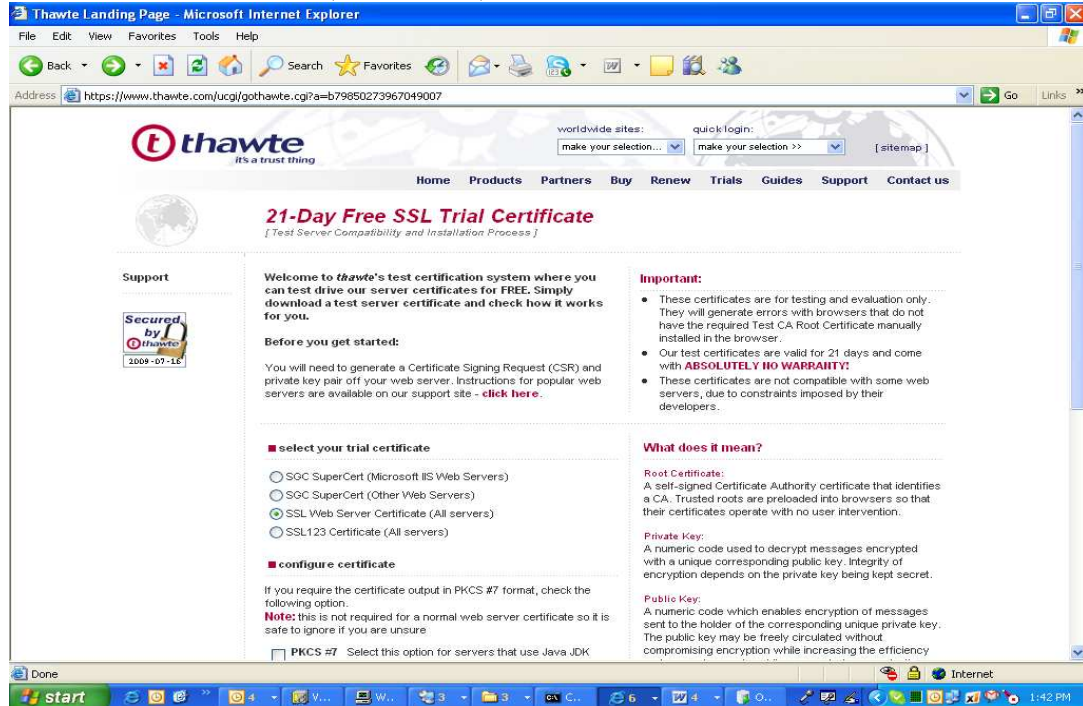 Thawte Landing Page - Microsoft Internet Explorer
File Edit View Favorites Tools Help
Back Search Favorites
Address https://www.thawte.com/ucgi/gothawte.cgi?a=b79850273967049007 Go Links »
thawte
it's a trust thing
worldwide sites: quick login:
make your selection... make your selection >> [ sitemap ]
Home Products Partners Buy Renew Trials Guides Support Contact us
21-Day Free SSL Trial Certificate
[ Test Server Compatibility and Installation Process ]
Support
Secured
by
thawte
2009-07-16
Welcome to thawte's test certification system where you
can test drive our server certificates for FREE. Simply
download a test server certificate and check how it works
for you.
Before you get started:
You will need to generate a Certificate Signing Request (CSR) and
private key pair off your web server. Instructions for popular web
servers are available on our support site - click here.
Important:
These certificates are for testing and evaluation only.
They will generate errors with browsers that do not
have the required Test CA Root Certificate manually
installed in the browser.
Our test certificates are valid for 21 days and come
with ABSOLUTELY NO WARRANTY!
These certificates are not compatible with some web
servers, due to constraints imposed by their
developers.
select your trial certificate
SGC SuperCert (Microsoft IIS Web Servers)
SGC SuperCert (Other Web Servers)
SSL Web Server Certificate (All servers)
SSL123 Certificate (All servers)
configure certificate
If you require the certificate output in PKCS #7 format, check the
following option.
Note: this is not required for a normal web server certificate so it is
safe to ignore if you are unsure
PKCS #7 Select this option for servers that use Java JDK
What does it mean?
Root Certificate:
A self-signed Certificate Authority certificate that identifies
a CA. Trusted roots are preloaded into browsers so that
their certificates operate with no user intervention.
Private Key:
A numeric code used to decrypt messages encrypted
with a unique corresponding public key. Integrity of
encryption depends on the private key being kept secret.
Public Key:
A numeric code which enables encryption of messages
sent to the holder of the corresponding unique private key.
The public key may be freely circulated without
compromising encryption while increasing the efficiency
Done Internet
start » 4 V... W.. 3 3 C.. 6 4 O.. 1:42 PM